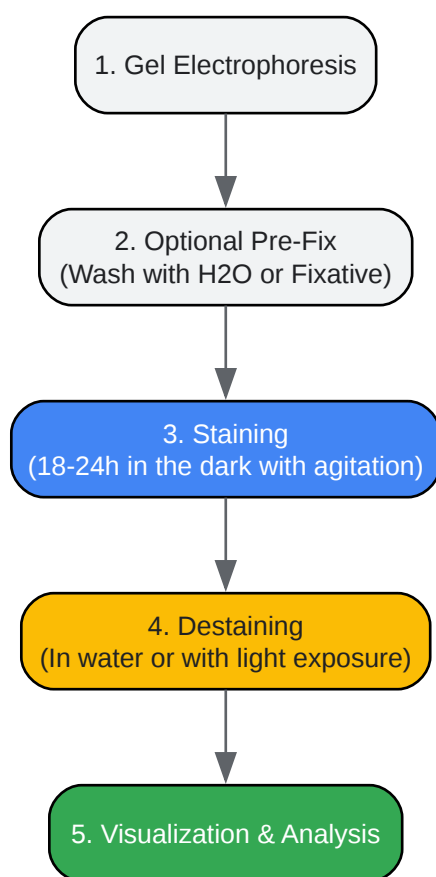 1. Gel Electrophoresis
2. Optional Pre-Fix
(Wash with H2O or Fixative)
3. Staining
(18-24h in the dark with agitation)
4. Destaining
(In water or with light exposure)
5. Visualization & Analysis